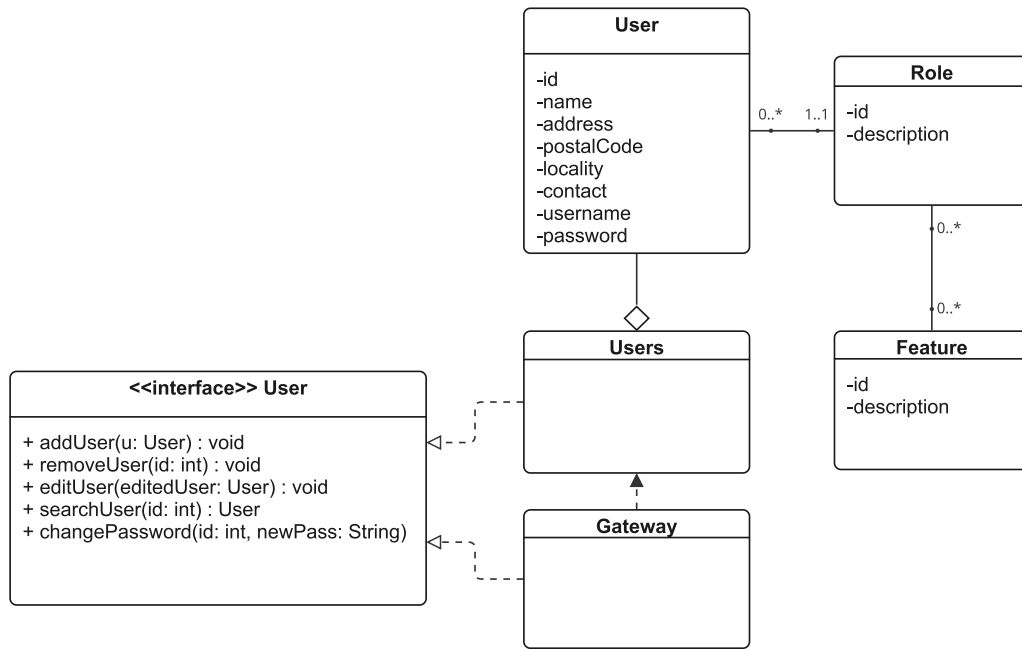 User
-id
-name
-address
-postalCode
-locality
-contact
-username
-password
0..* 1..1
Role
-id
-description
0..*
0..*
Users
Feature
-id
-description
<<interface>> User
+ addUser(u: User) : void
+ removeUser(id: int) : void
+ editUser(editedUser: User) : void
+ searchUser(id: int) : User
+ changePassword(id: int, newPass: String)
Gateway